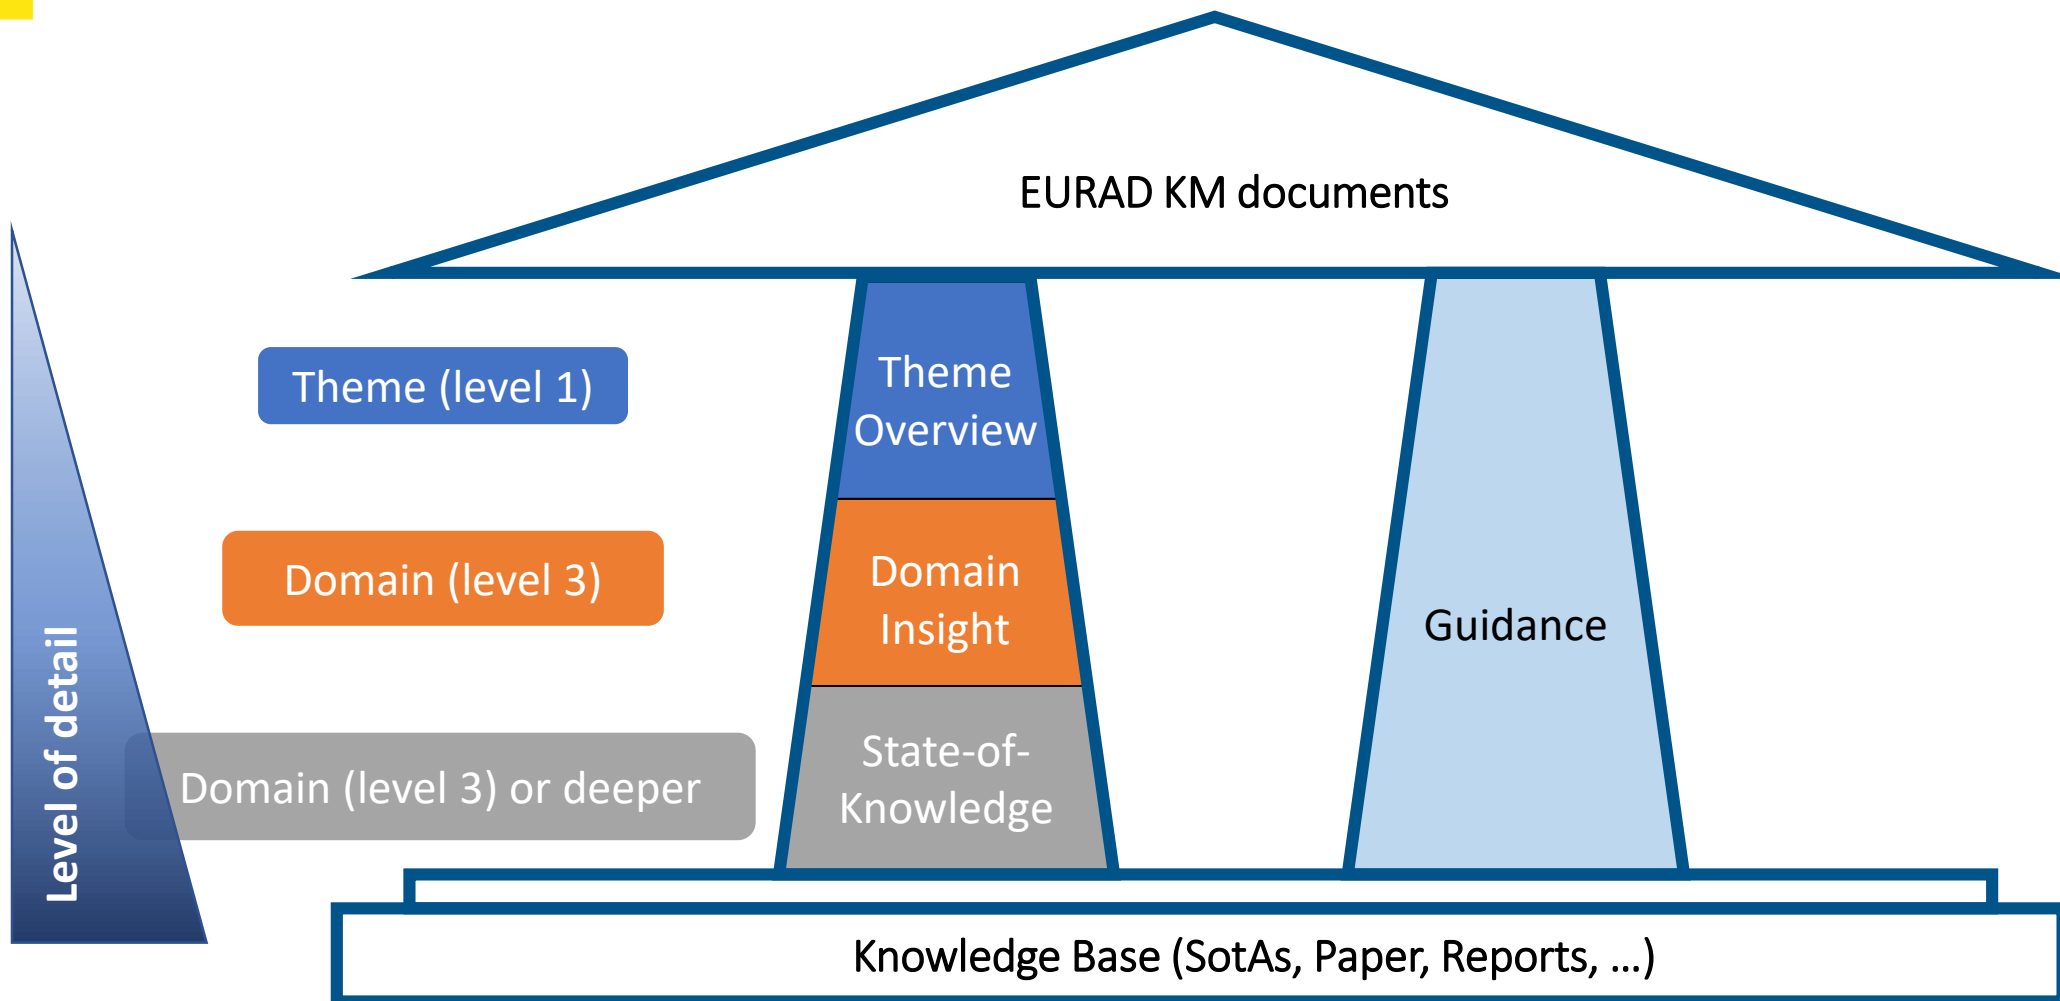 EURAD KM documents
Theme (level 1)
Theme
Overview
Domain (level 3)
Domain
Insight
Guidance
Level of detail
Domain (level 3) or deeper
State-of-
Knowledge
Knowledge Base (SotAs, Paper, Reports, ...)